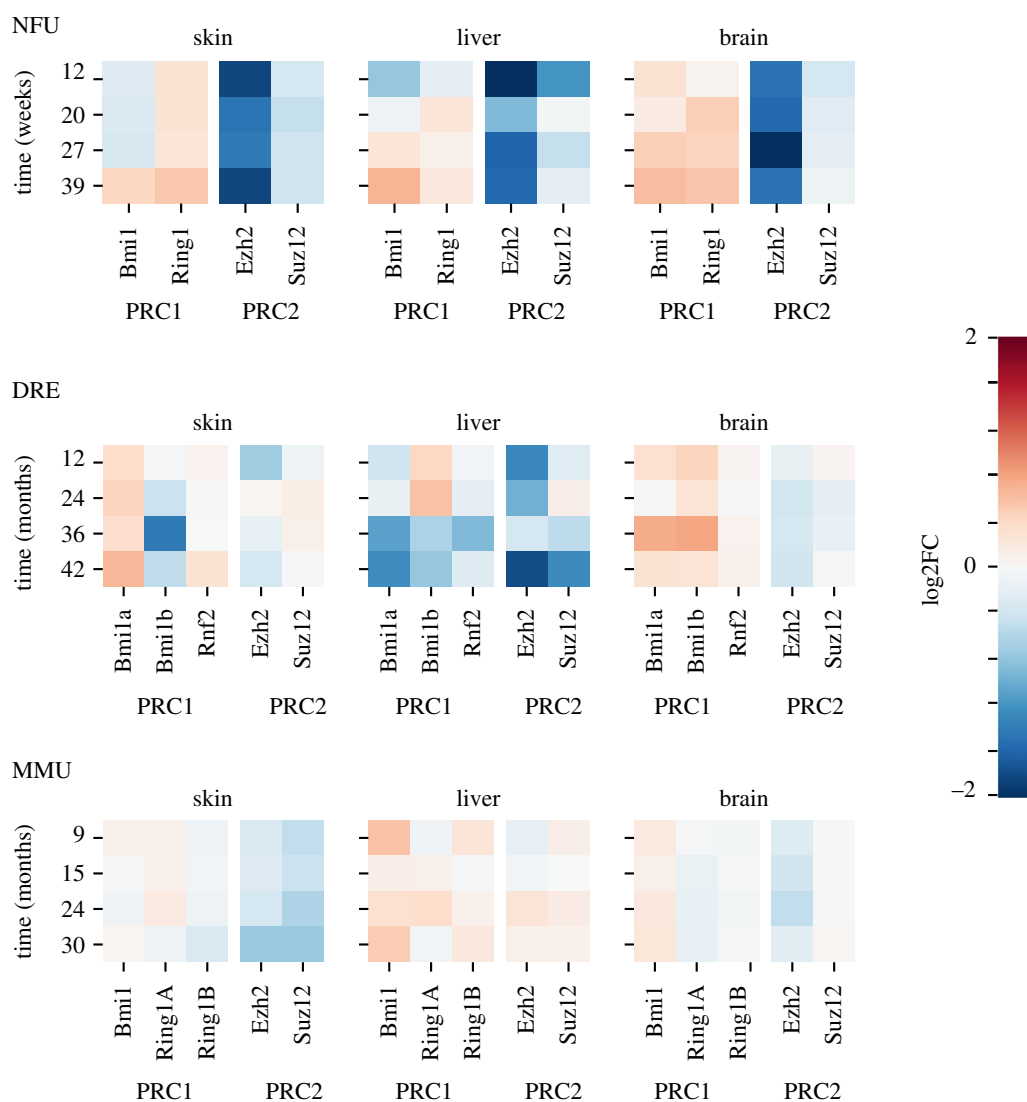 NFU
skin liver brain
time (weeks)
12
20
27
39
Bmi1 Ring1 Ezh2 Suz12 Bmi1 Ring1 Ezh2 Suz12 Bmi1 Ring1 Ezh2 Suz12
PRC1 PRC2 PRC1 PRC2 PRC1 PRC2
DRE
skin liver brain
time (months)
12
24
36
42
Bmi1a Bmi1b Rnf2 Ezh2 Suz12 Bmi1a Bmi1b Rnf2 Ezh2 Suz12 Bmi1a Bmi1b Rnf2 Ezh2 Suz12
PRC1 PRC2 PRC1 PRC2 PRC1 PRC2
2
0
–2
log2FC
MMU
skin liver brain
time (months)
9
15
24
30
Bmi1 Ring1A Ring1B Ezh2 Suz12 Bmi1 Ring1A Ring1B Ezh2 Suz12 Bmi1 Ring1A Ring1B Ezh2 Suz12
PRC1 PRC2 PRC1 PRC2 PRC1 PRC2